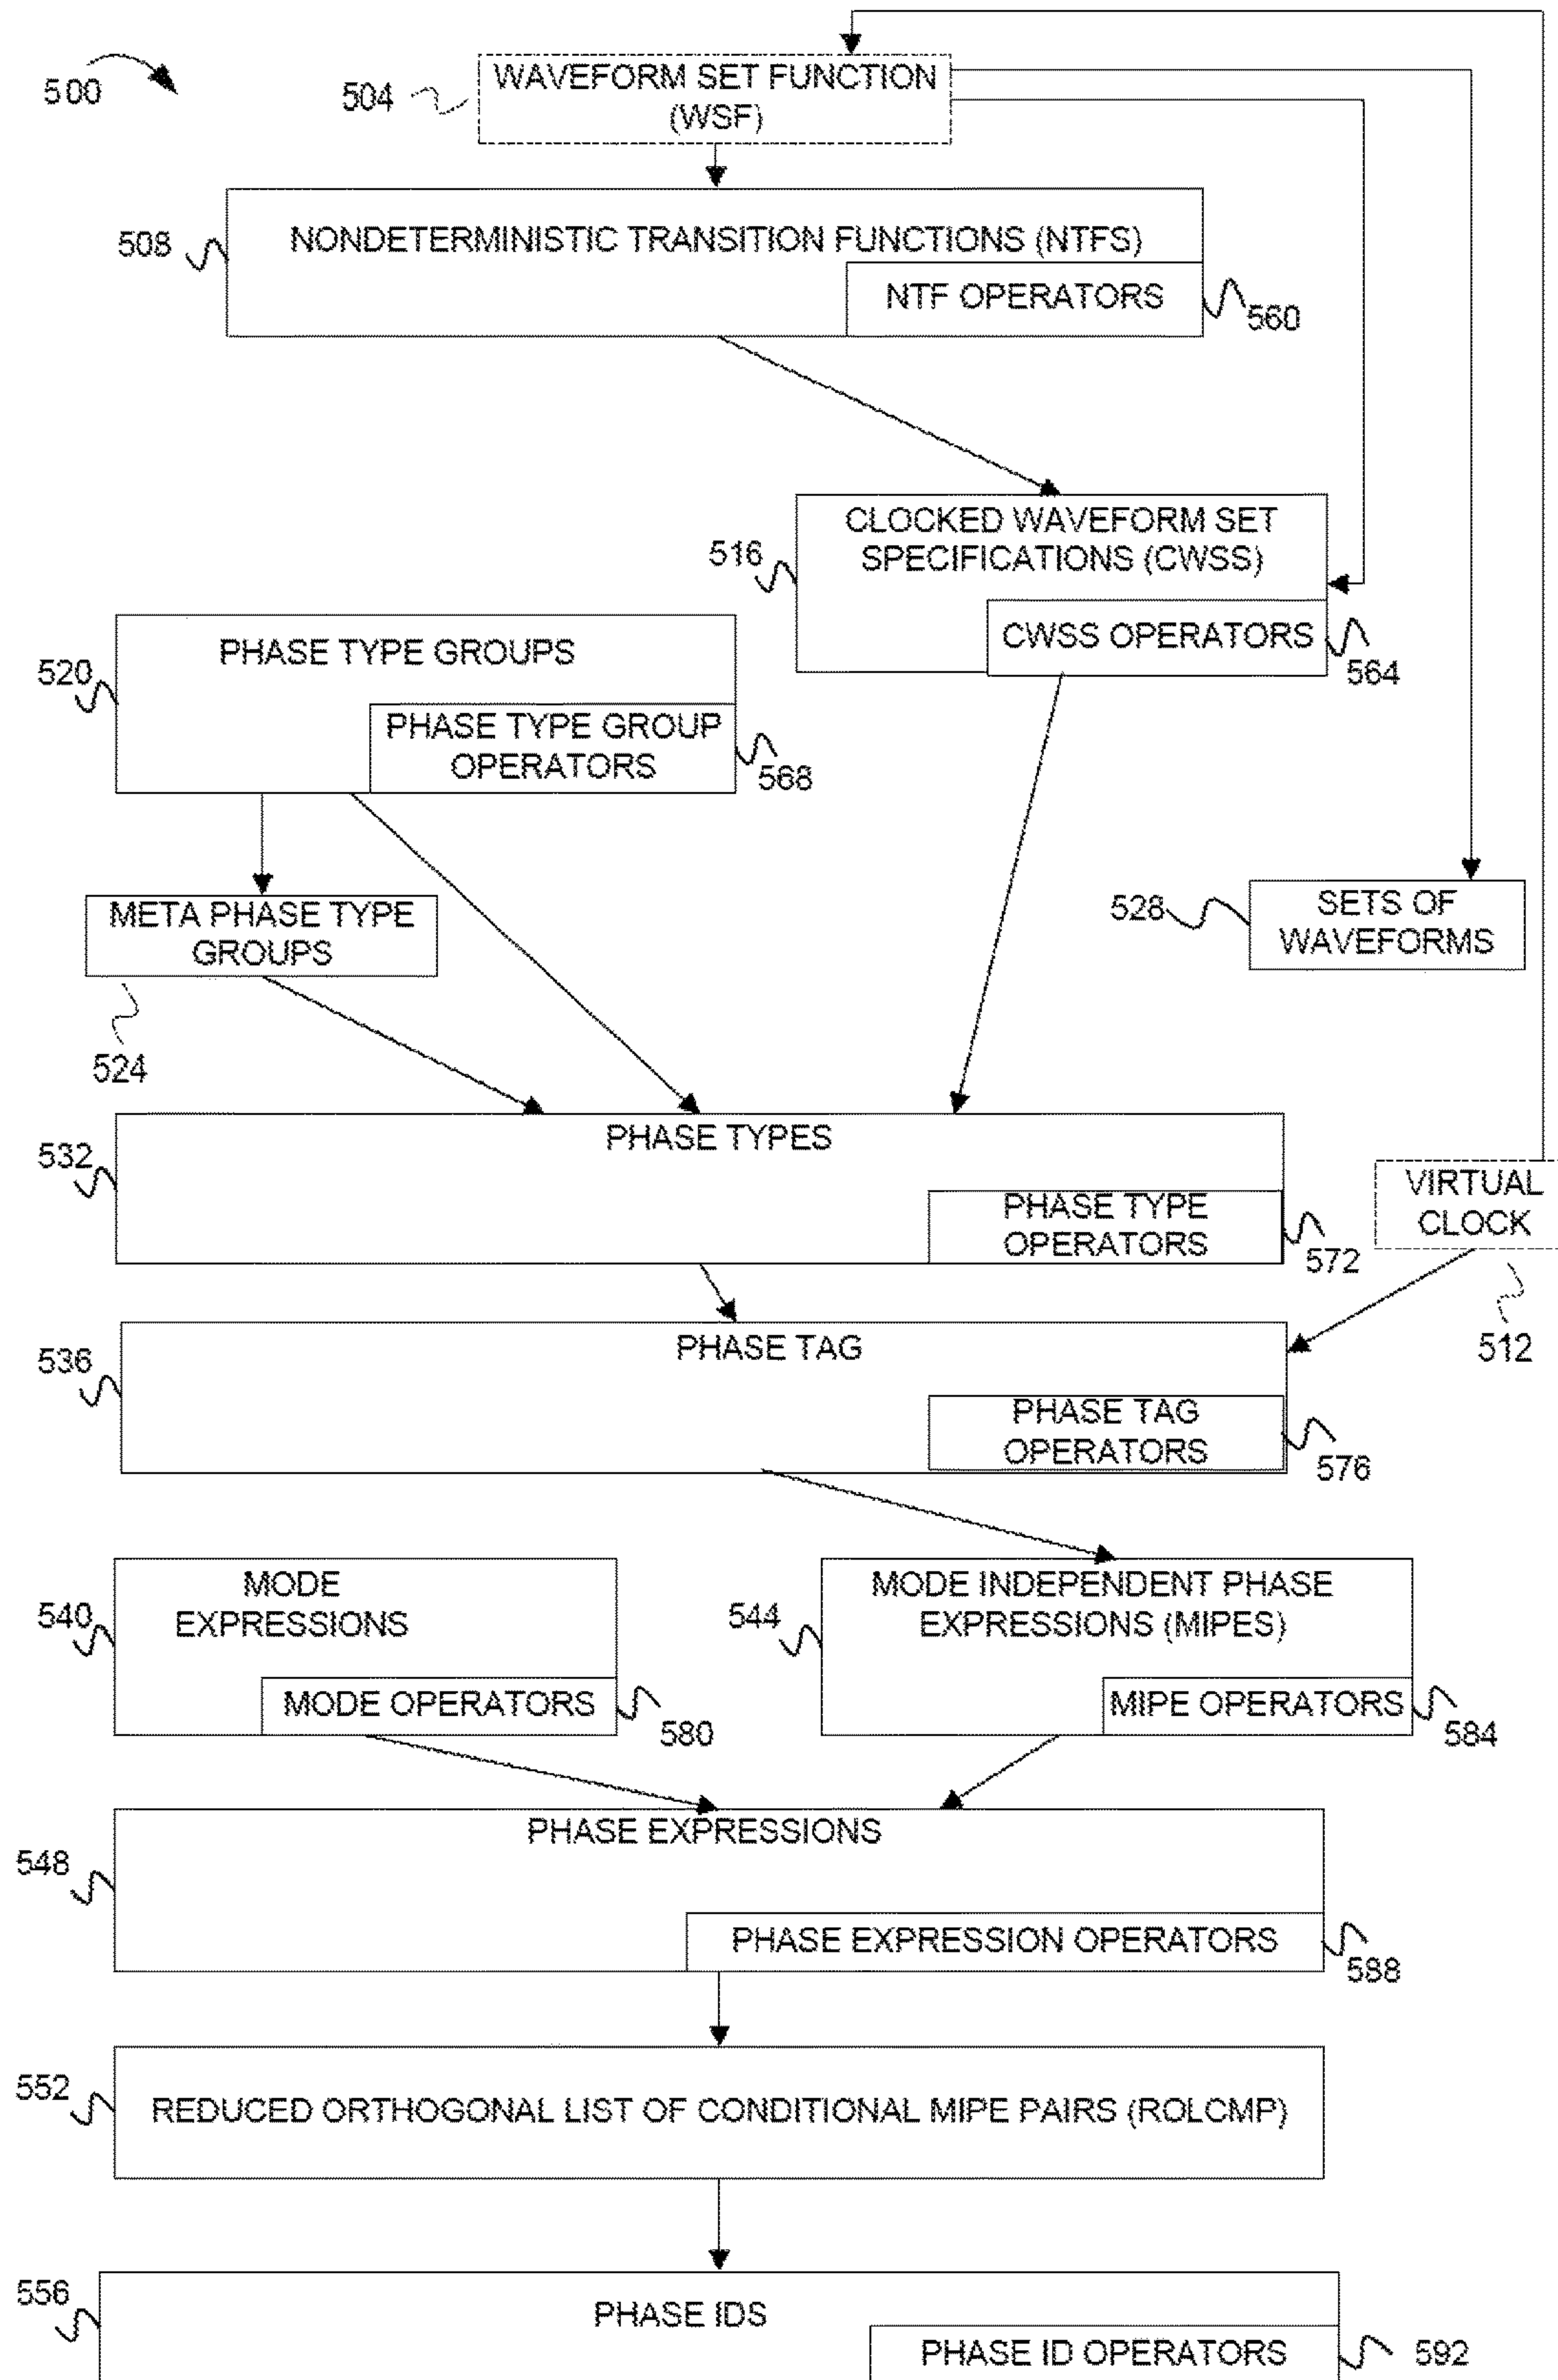 500
504
WAVEFORM SET FUNCTION
(WSF)
508
NONDETERMINISTIC TRANSITION FUNCTIONS (NTFS)
NTF OPERATORS
560
CLOCKED WAVEFORM SET
SPECIFICATIONS (CWSS)
516
CWSS OPERATORS
564
PHASE TYPE GROUPS
520
PHASE TYPE GROUP
OPERATORS
568
META PHASE TYPE
GROUPS
524
528
SETS OF
WAVEFORMS
PHASE TYPES
532
PHASE TYPE
OPERATORS
572
VIRTUAL
CLOCK
512
PHASE TAG
536
PHASE TAG
OPERATORS
576
MODE
EXPRESSIONS
540
MODE OPERATORS
580
MODE INDEPENDENT PHASE
EXPRESSIONS (MIPES)
544
MIPE OPERATORS
584
PHASE EXPRESSIONS
548
PHASE EXPRESSION OPERATORS
588
552
REDUCED ORTHOGONAL LIST OF CONDITIONAL MIPE PAIRS (ROLCMP)
556
PHASE IDS
PHASE ID OPERATORS
592